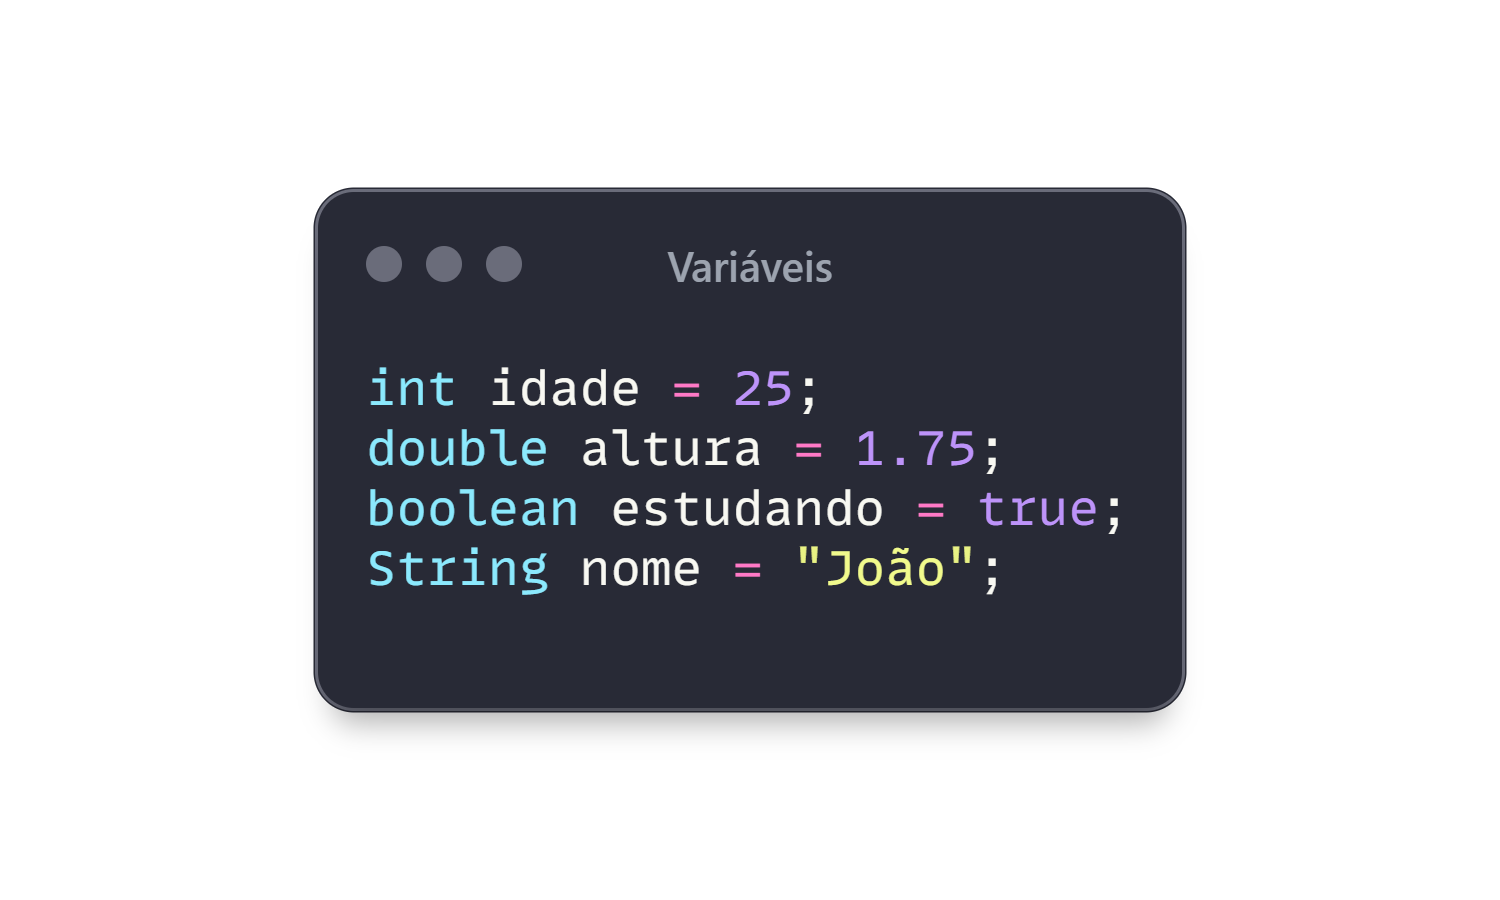 Variáveis
int idade = 25;
double altura = 1.75;
boolean estudando = true;
String nome = "João";